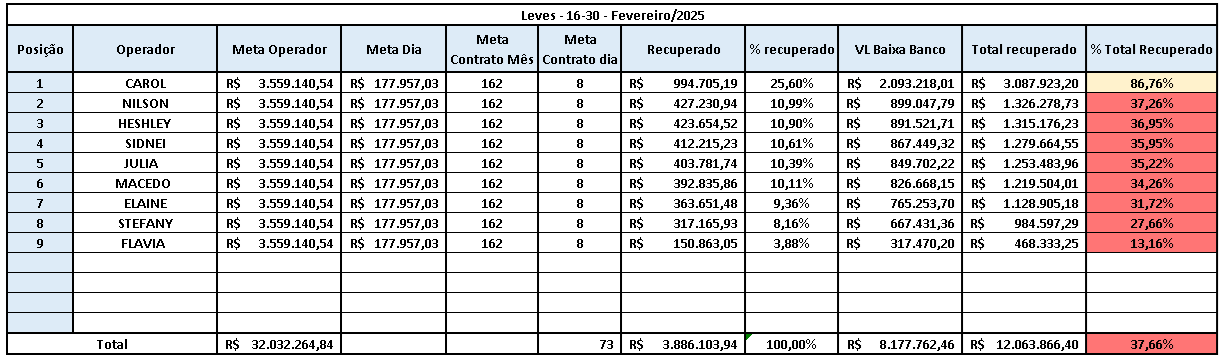 Leves - 16-30 - Fevereiro/2025
Posição Operador Meta Operador Meta Dia Meta Contrato Mês Meta Contrato dia Recuperado % recuperado VL Baixa Banco Total recuperado % Total Recuperado
1 CAROL R$ 3.559.140,54 R$ 177.957,03 162 8 R$ 994.705,19 25,60% R$ 2.093.218,01 R$ 3.087.923,20 86,76%
2 NILSON R$ 3.559.140,54 R$ 177.957,03 162 8 R$ 427.230,94 10,99% R$ 899.047,79 R$ 1.326.278,73 37,26%
3 HESHLEY R$ 3.559.140,54 R$ 177.957,03 162 8 R$ 423.654,52 10,90% R$ 891.521,71 R$ 1.315.176,23 36,95%
4 SIDNEI R$ 3.559.140,54 R$ 177.957,03 162 8 R$ 412.215,23 10,61% R$ 867.449,32 R$ 1.279.664,55 35,95%
5 JULIA R$ 3.559.140,54 R$ 177.957,03 162 8 R$ 403.781,74 10,39% R$ 849.702,22 R$ 1.253.483,96 35,22%
6 MACEDO R$ 3.559.140,54 R$ 177.957,03 162 8 R$ 392.835,86 10,11% R$ 826.668,15 R$ 1.219.504,01 34,26%
7 ELAINE R$ 3.559.140,54 R$ 177.957,03 162 8 R$ 363.651,48 9,36% R$ 765.253,70 R$ 1.128.905,18 31,72%
8 STEFANY R$ 3.559.140,54 R$ 177.957,03 162 8 R$ 317.165,93 8,16% R$ 667.431,36 R$ 984.597,29 27,66%
9 FLAVIA R$ 3.559.140,54 R$ 177.957,03 162 8 R$ 150.863,05 3,88% R$ 317.470,20 R$ 468.333,25 13,16%
Total R$ 32.032.264,84 73 R$ 3.886.103,94 100,00% R$ 8.177.762,46 R$ 12.063.866,40 37,66%